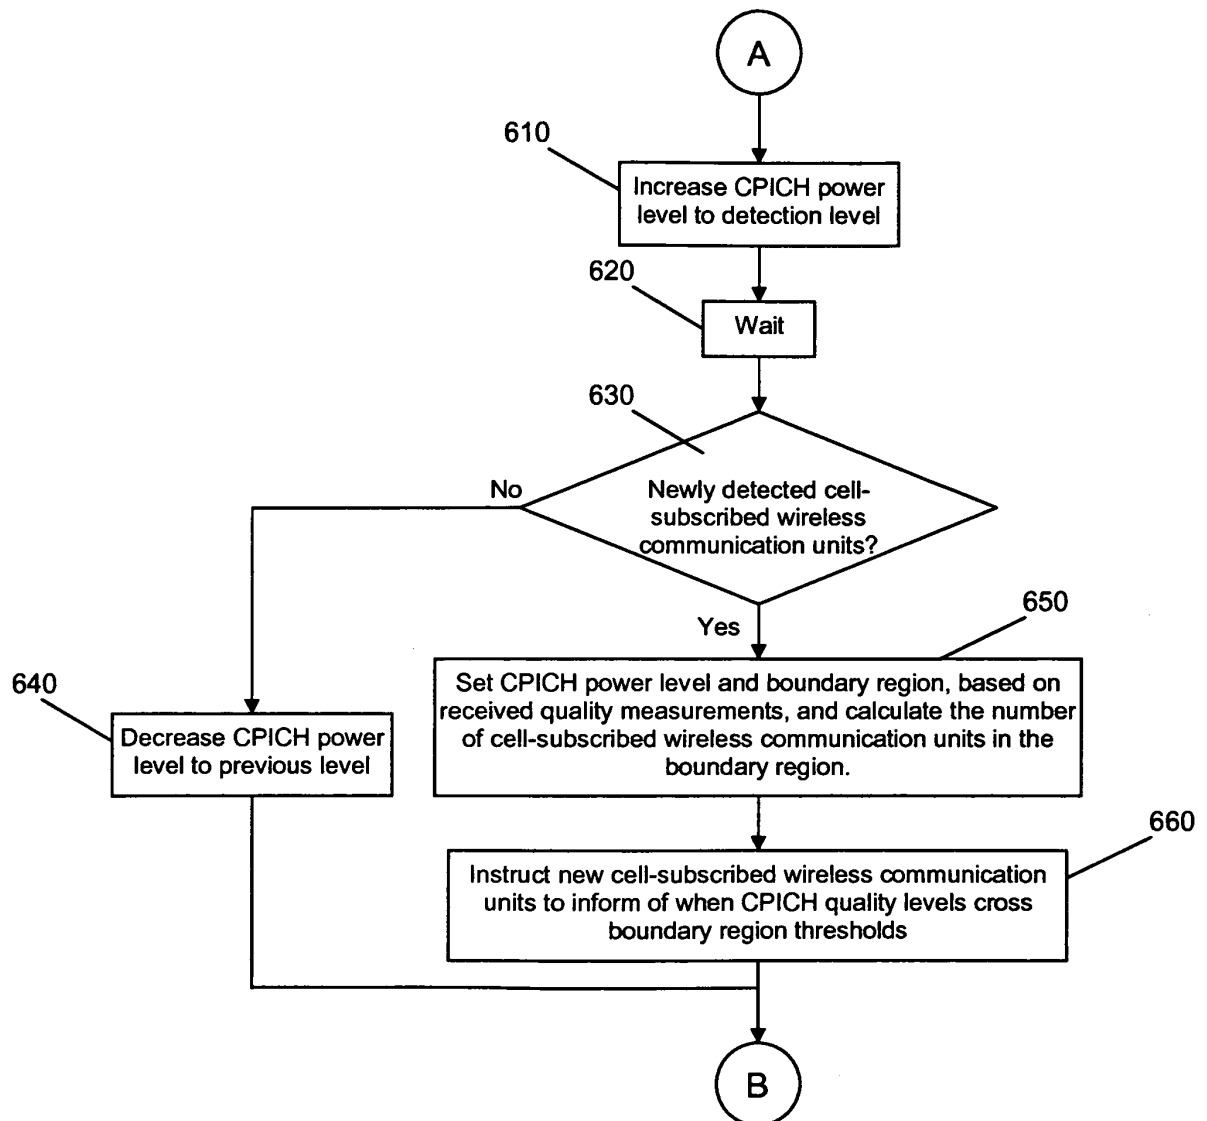 A
610
Increase CPICH power
level to detection level
620
Wait
630
Newly detected cell-
subscribed wireless
communication units?
No
Yes
650
Set CPICH power level and boundary region, based on
received quality measurements, and calculate the number
of cell-subscribed wireless communication units in the
boundary region.
640
Decrease CPICH power
level to previous level
660
Instruct new cell-subscribed wireless communication
units to inform of when CPICH quality levels cross
boundary region thresholds
B